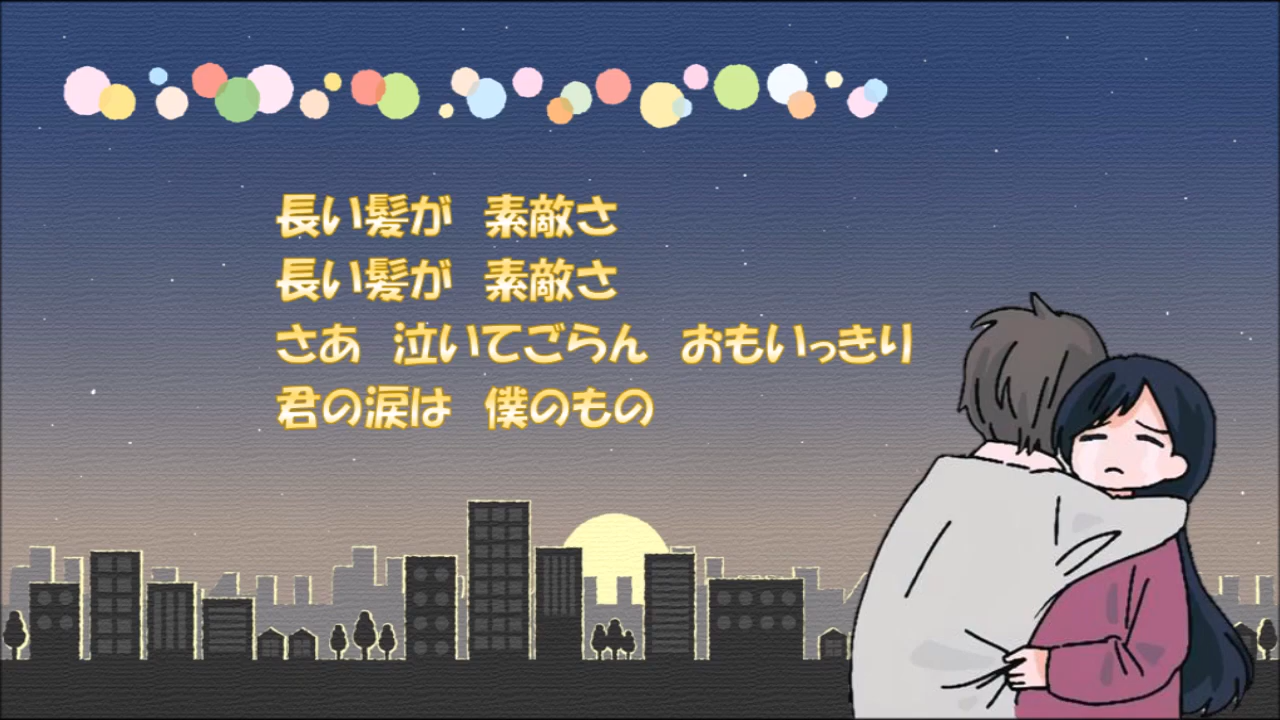 長い髪が　素敵さ
長い髪が　素敵さ
さあ　泣いてごらん　おもいっきり
君の涙は　僕のもの